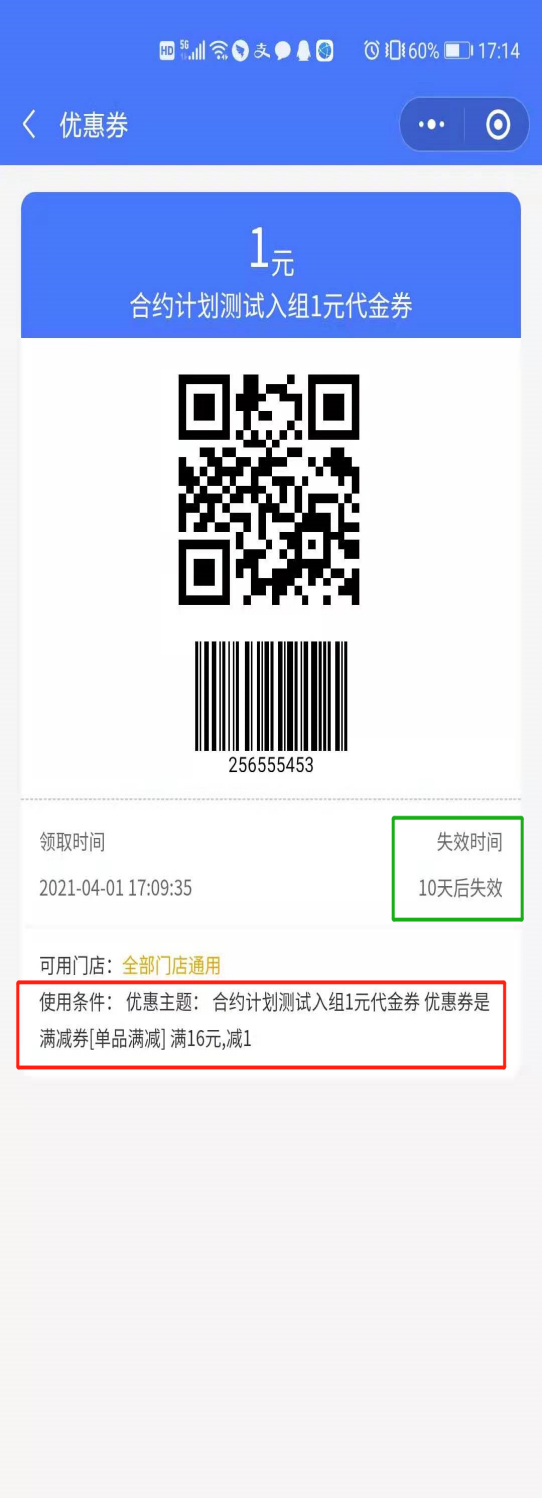 HD 5G 60% 17:14
优惠券
1元
合约计划测试入组1元代金券
256555453
领取时间 失效时间
2021-04-01 17:09:35 10天后失效
可用门店：全部门店通用
使用条件： 优惠主题： 合约计划测试入组1元代金券 优惠券是
满减券[单品满减] 满16元,减1